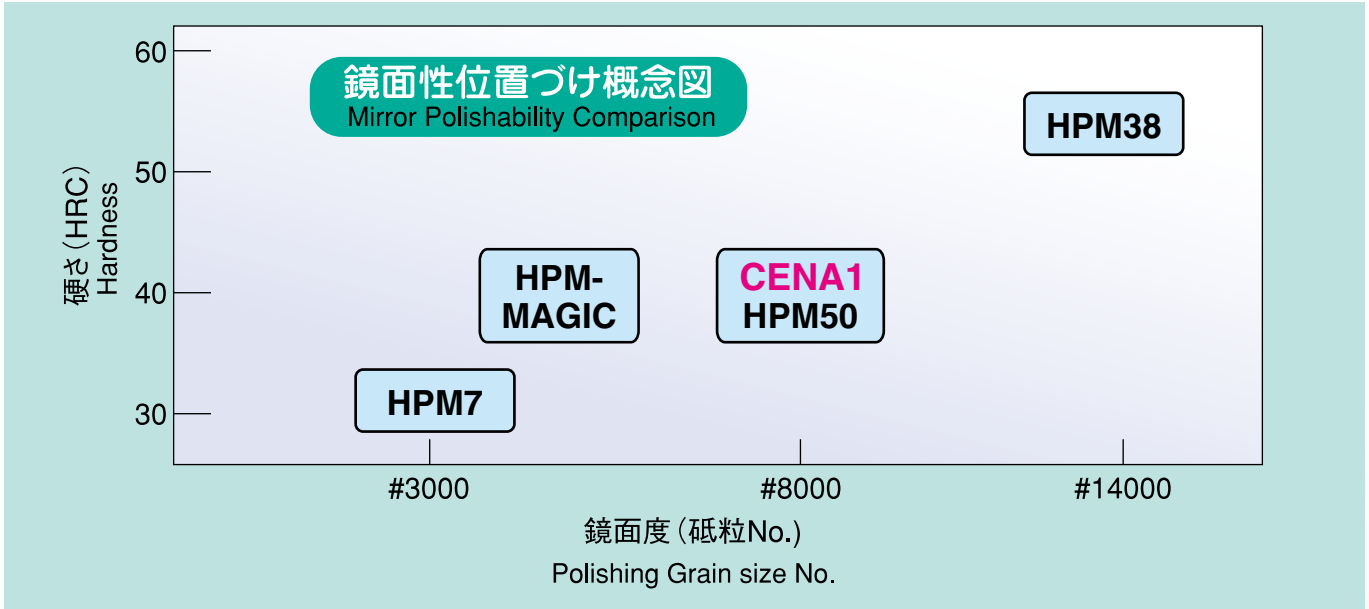 鏡面性位置づけ概念図
Mirror Polishability Comparison
硬さ(HRC)
Hardness
60
50
40
30
HPM38
HPM-
MAGIC
CENA1
HPM50
HPM7
#3000
#8000
#14000
鏡面度(砥粒No.)
Polishing Grain size No.